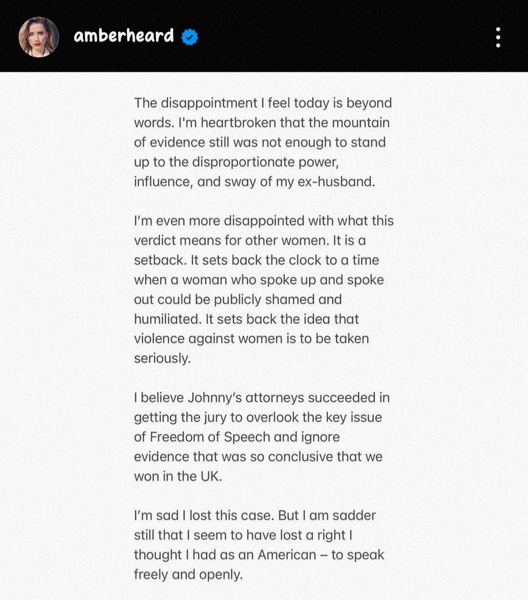 amberheard
The disappointment I feel today is beyond
words. I'm heartbroken that the mountain
of evidence still was not enough to stand
up to the disproportionate power,
influence, and sway of my ex-husband.
I'm even more disappointed with what this
verdict means for other women. It is a
setback. It sets back the clock to a time
when a woman who spoke up and spoke
out could be publicly shamed and
humiliated. It sets back the idea that
violence against women is to be taken
seriously.
I believe Johnny's attorneys succeeded in
getting the jury to overlook the key issue
of Freedom of Speech and ignore
evidence that was so conclusive that we
won in the UK.
I'm sad I lost this case. But I am sadder
still that I seem to have lost a right I
thought I had as an American – to speak
freely and openly.